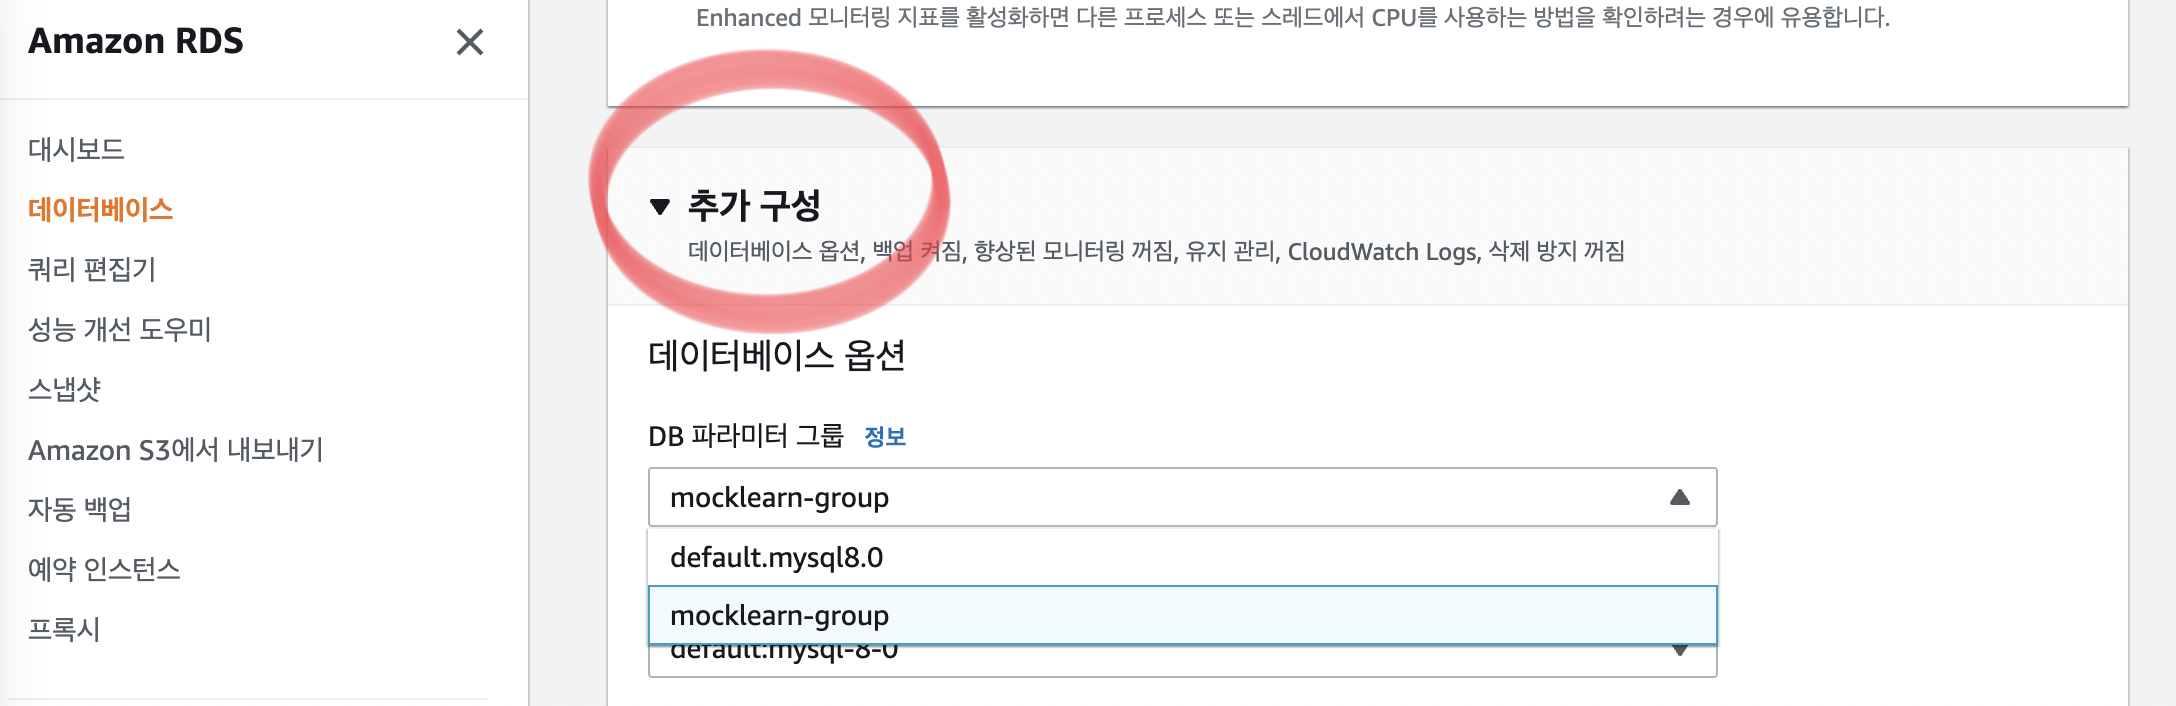 Amazon RDS
대시보드
데이터베이스
쿼리 편집기
성능 개선 도우미
스냅샷
Amazon S3에서 내보내기
자동 백업
예약 인스턴스
프록시
Enhanced 모니터링 지표를 활성화하면 다른 프로세스 또는 스레드에서 CPU를 사용하는 방법을 확인하려는 경우에 유용합니다.
추가 구성
데이터베이스 옵션, 백업 켜짐, 향상된 모니터링 꺼짐, 유지 관리, CloudWatch Logs, 삭제 방지 꺼짐
데이터베이스 옵션
DB 파라미터 그룹 정보
mocklearn-group
default.mysql8.0
mocklearn-group
default:mysql-8-0